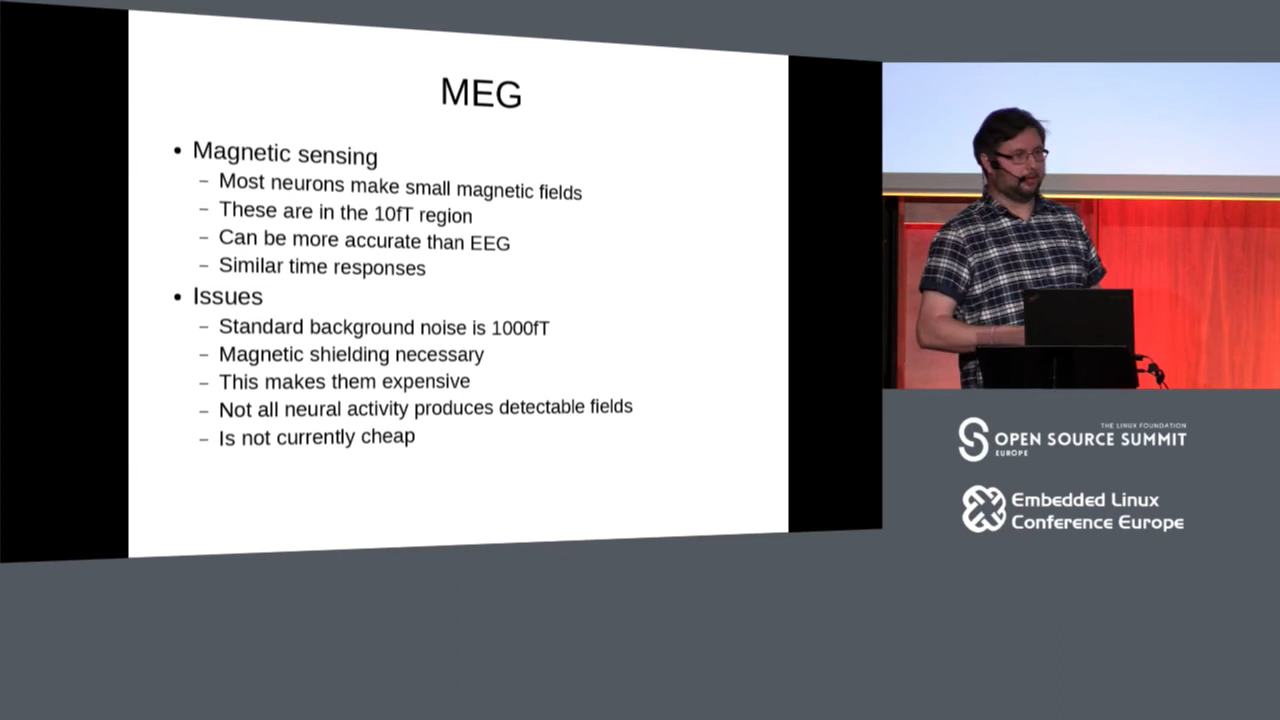 MEG
• Magnetic sensing
– Most neurons make small magnetic fields
– These are in the 10fT region
– Can be more accurate than EEG
– Similar time responses
• Issues
– Standard background noise is 1000fT
– Magnetic shielding necessary
– This makes them expensive
– Not all neural activity produces detectable fields
– Is not currently cheap
THE LINUX FOUNDATION
OPEN SOURCE SUMMIT
EUROPE
Embedded Linux
Conference Europe